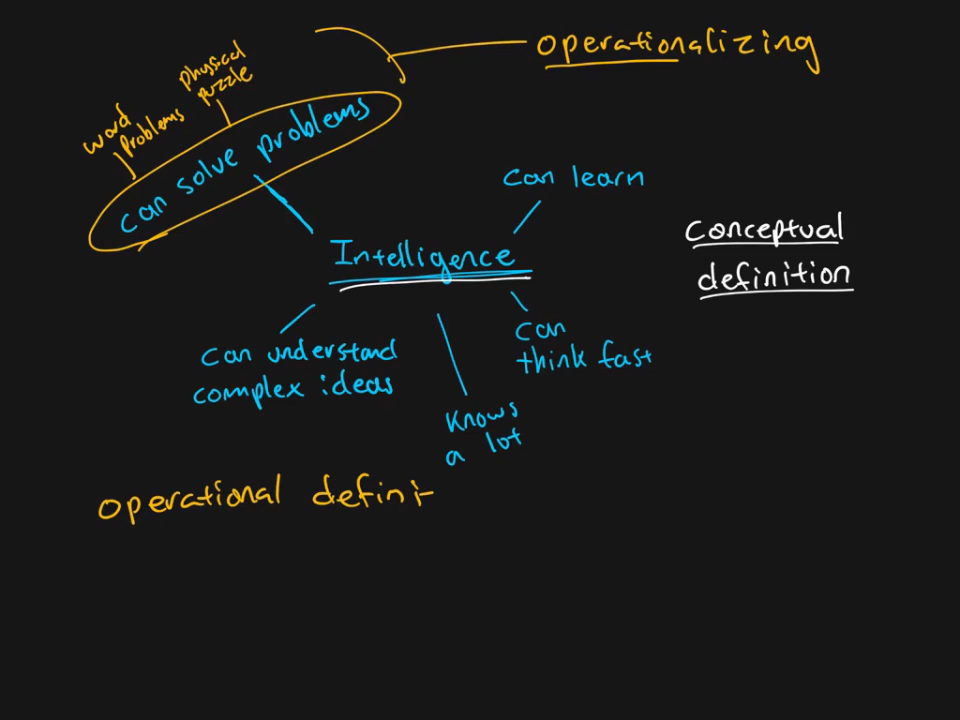 operationalizing
physical
puzzle
word
problems
can solve problems
can learn
Conceptual
definition
Intelligence
can understand
complex ideas
can
think fast
Knows
a lot
operational defini